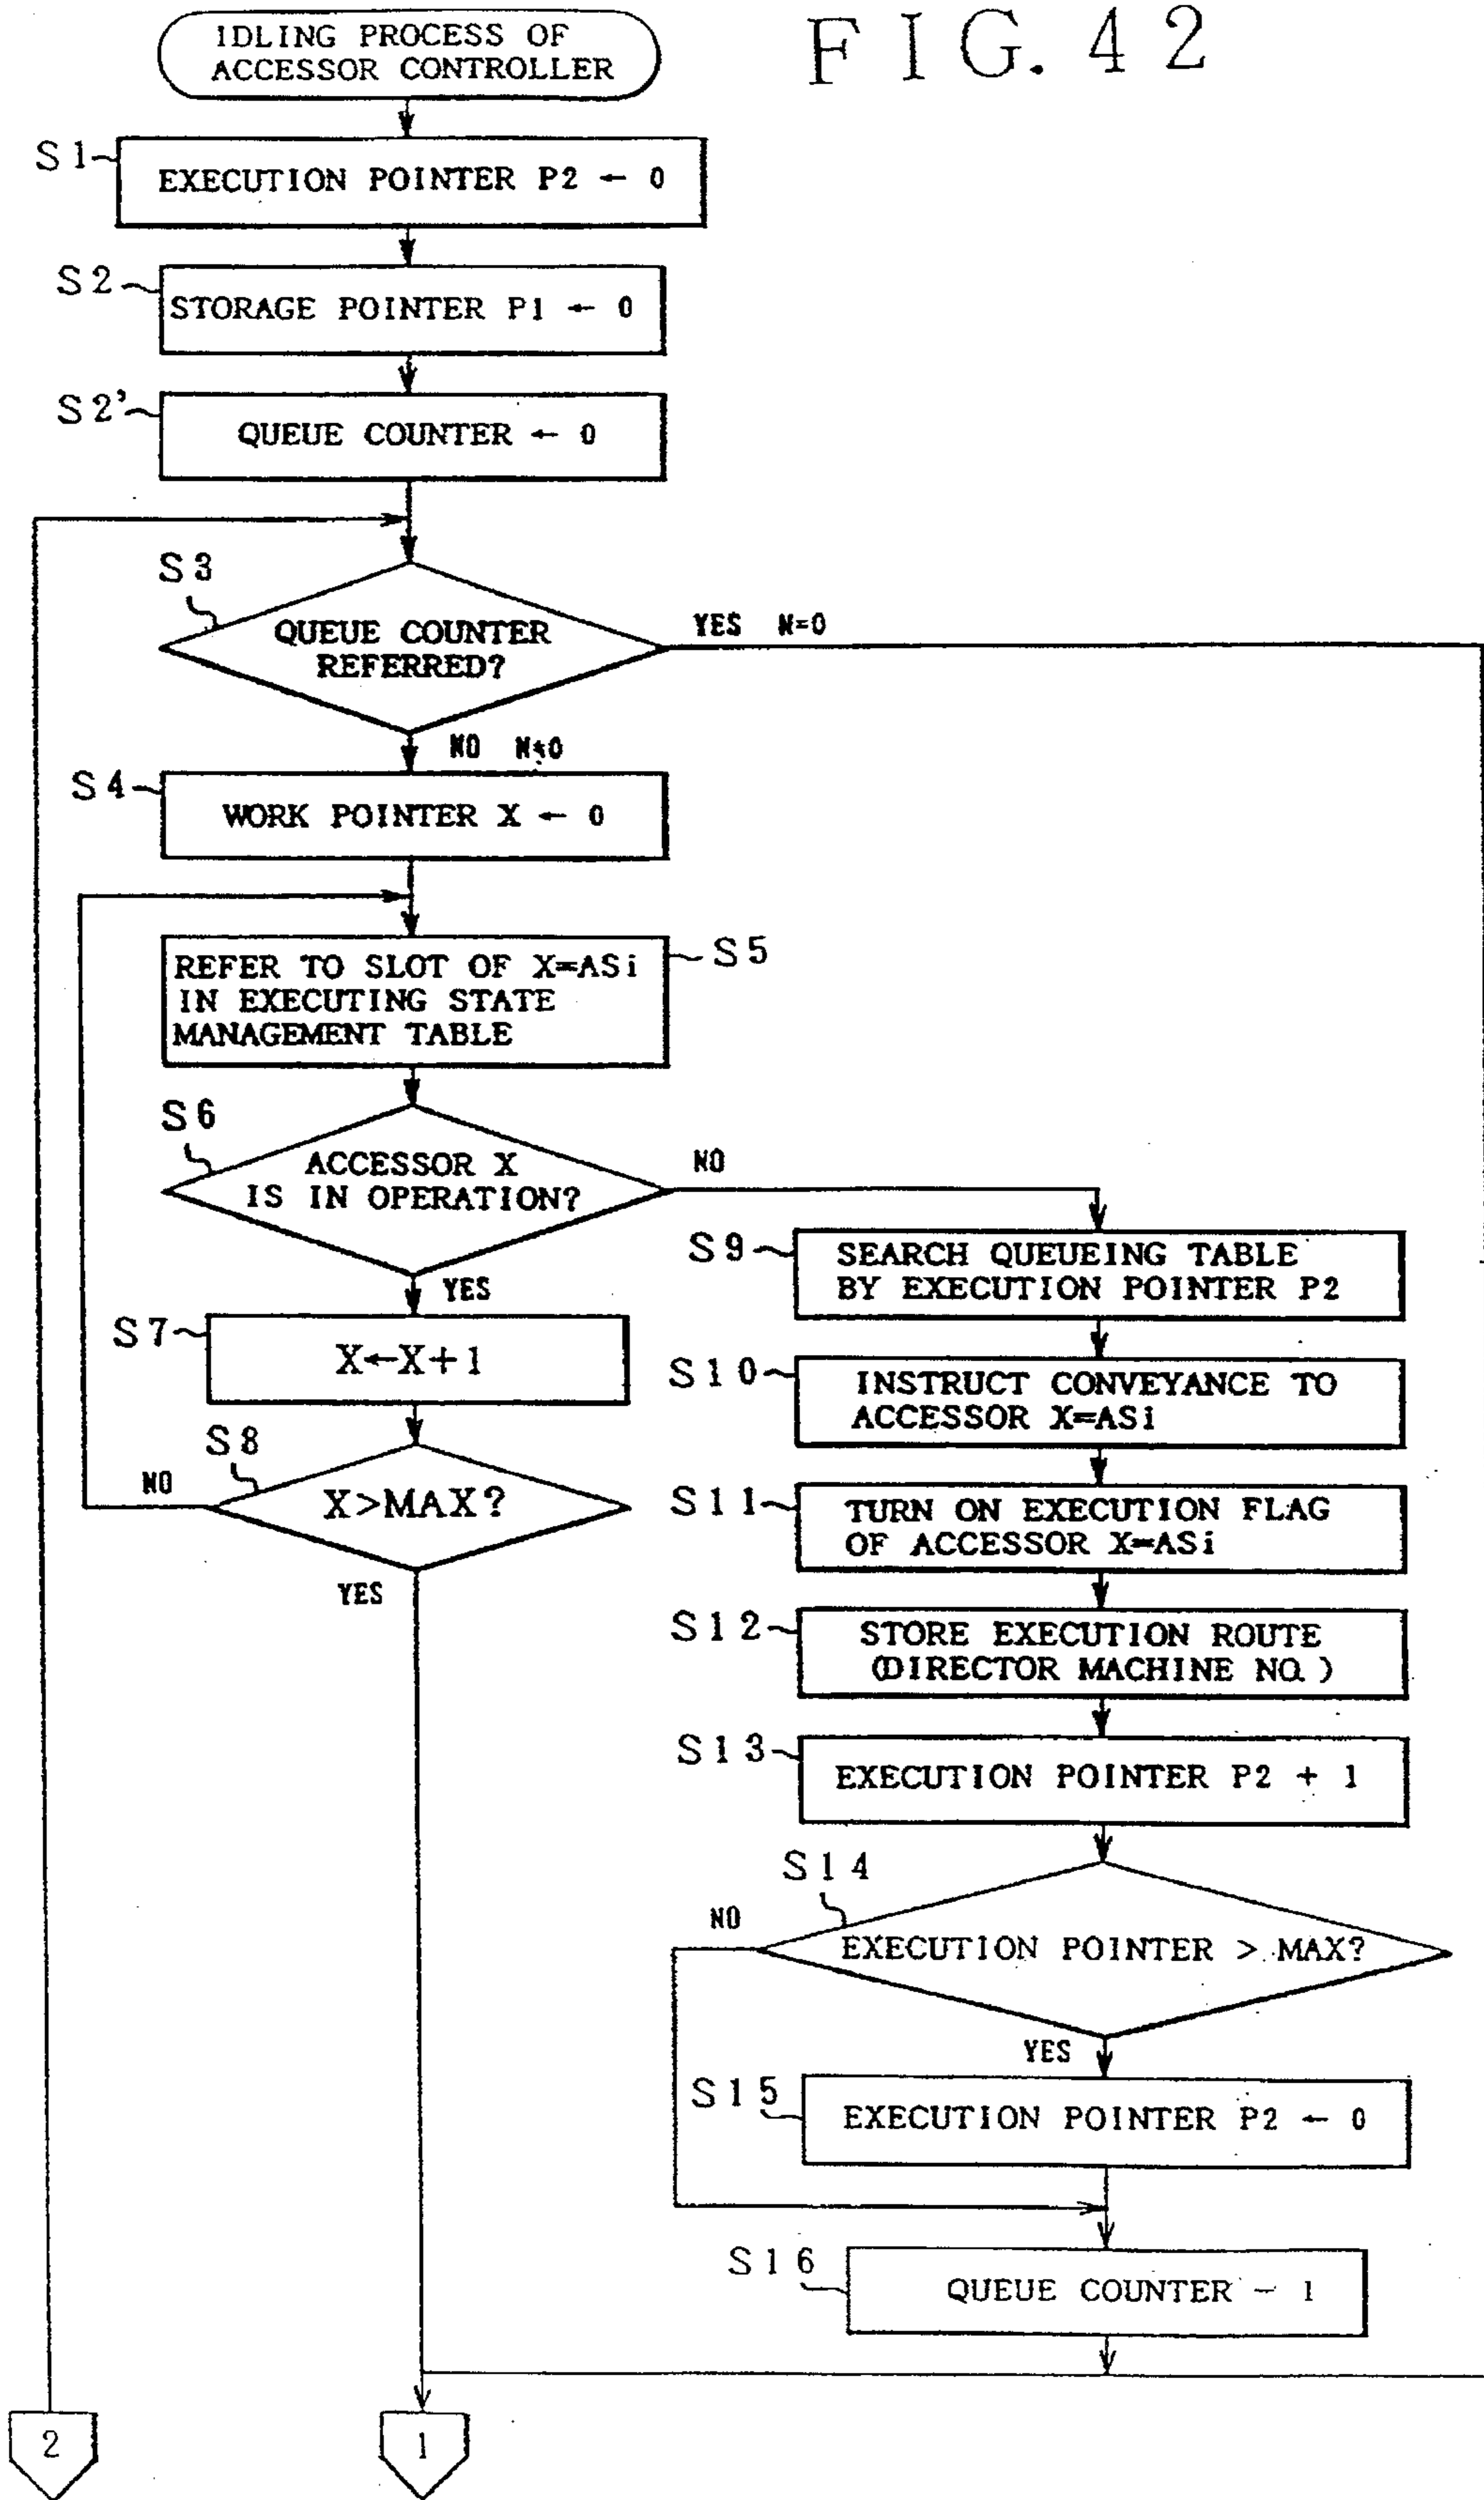 FIG. 42
IDLING PROCESS OF
ACCESSOR CONTROLLER
S1
EXECUTION POINTER P2 ← 0
S2
STORAGE POINTER P1 ← 0
S2'
QUEUE COUNTER ← 0
S3
QUEUE COUNTER
REFERRED?
YES N=0
NO N≠0
S4
WORK POINTER X ← 0
S5
REFER TO SLOT OF X=ASi
IN EXECUTING STATE
MANAGEMENT TABLE
S6
ACCESSOR X
IS IN OPERATION?
NO
YES
S7
X←X+1
S8
X>MAX?
NO
YES
S9
SEARCH QUEUEING TABLE
BY EXECUTION POINTER P2
S10
INSTRUCT CONVEYANCE TO
ACCESSOR X=ASi
S11
TURN ON EXECUTION FLAG
OF ACCESSOR X=ASi
S12
STORE EXECUTION ROUTE
(DIRECTOR MACHINE NO.)
S13
EXECUTION POINTER P2 + 1
S14
EXECUTION POINTER > MAX?
NO
YES
S15
EXECUTION POINTER P2 ← 0
S16
QUEUE COUNTER - 1
2
1